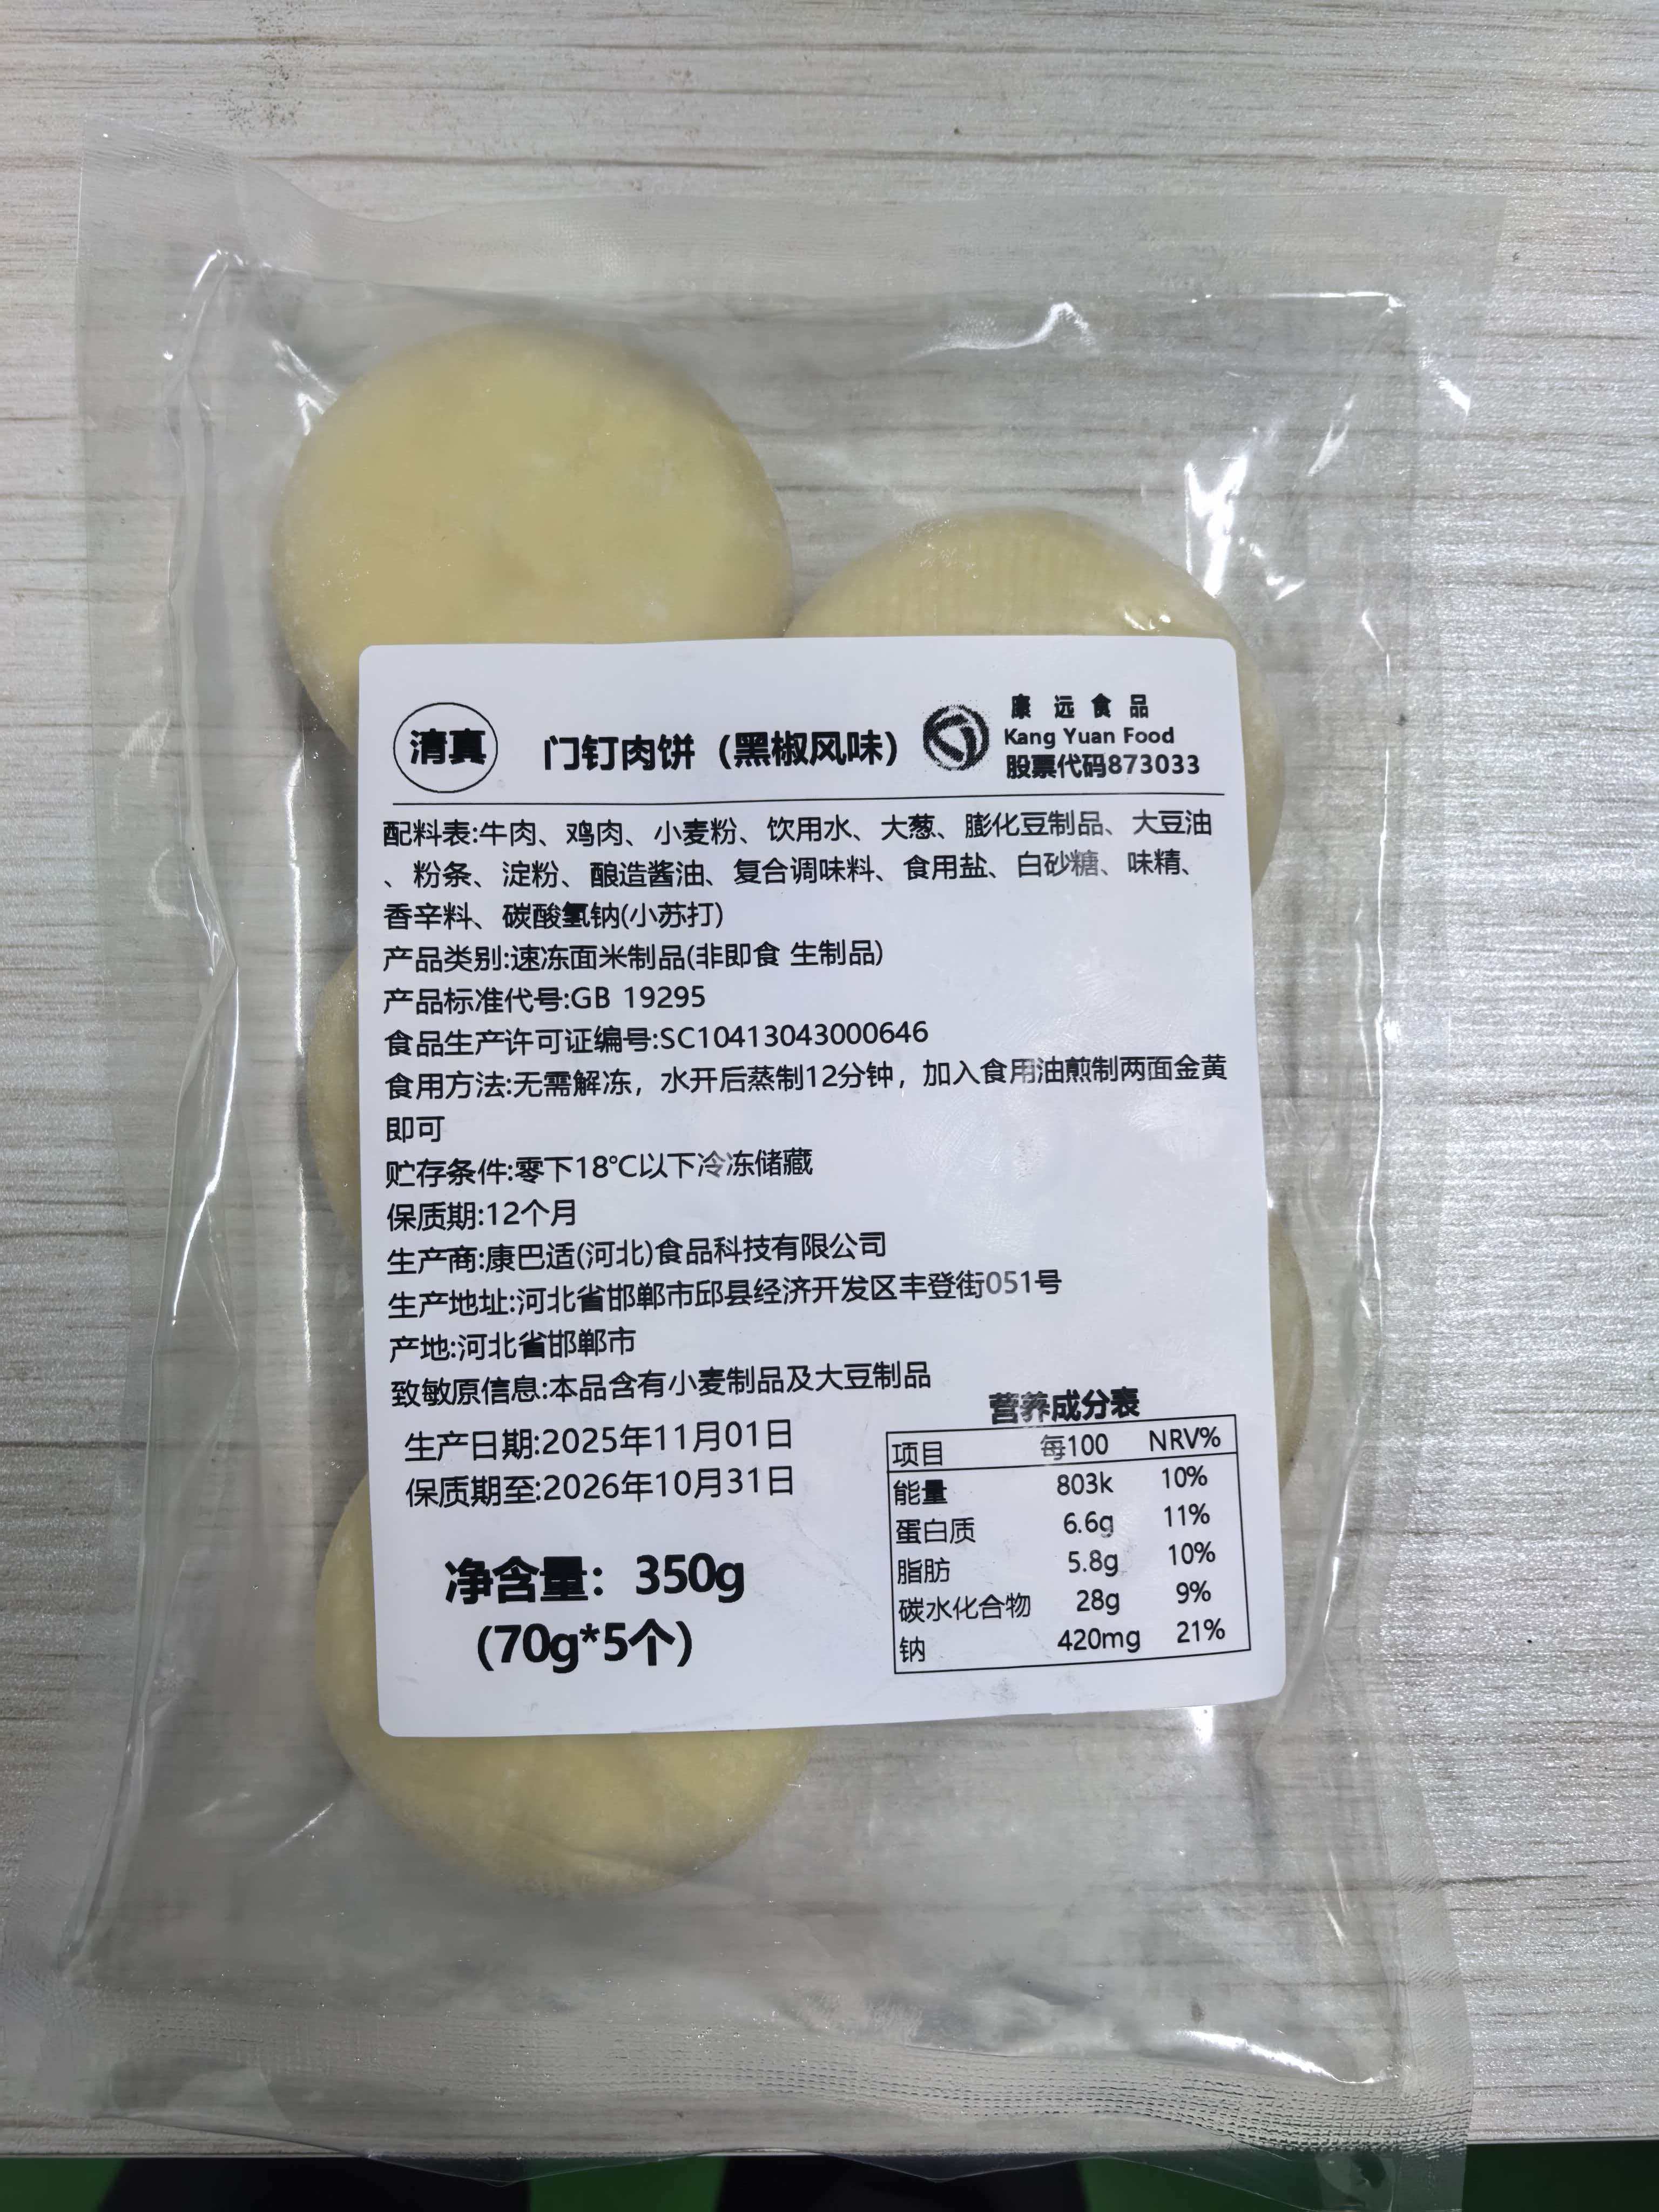 清真
门钉肉饼（黑椒风味）
康远食品
Kang Yuan Food
股票代码873033
配料表:牛肉、鸡肉、小麦粉、饮用水、大葱、膨化豆制品、大豆油
、粉条、淀粉、酿造酱油、复合调味料、食用盐、白砂糖、味精、
香辛料、碳酸氢钠(小苏打)
产品类别:速冻面米制品(非即食 生制品)
产品标准代号:GB 19295
食品生产许可证编号:SC10413043000646
食用方法:无需解冻，水开后蒸制12分钟，加入食用油煎制两面金黄
即可
贮存条件:零下18℃以下冷冻储藏
保质期:12个月
生产商:康巴适(河北)食品科技有限公司
生产地址:河北省邯郸市邱县经济开发区丰登街051号
产地:河北省邯郸市
致敏原信息:本品含有小麦制品及大豆制品
生产日期:2025年11月01日
保质期至:2026年10月31日
净含量：350g
（70g*5个）
营养成分表
项目 每100 NRV%
能量 803k 10%
蛋白质 6.6g 11%
脂肪 5.8g 10%
碳水化合物 28g 9%
钠 420mg 21%